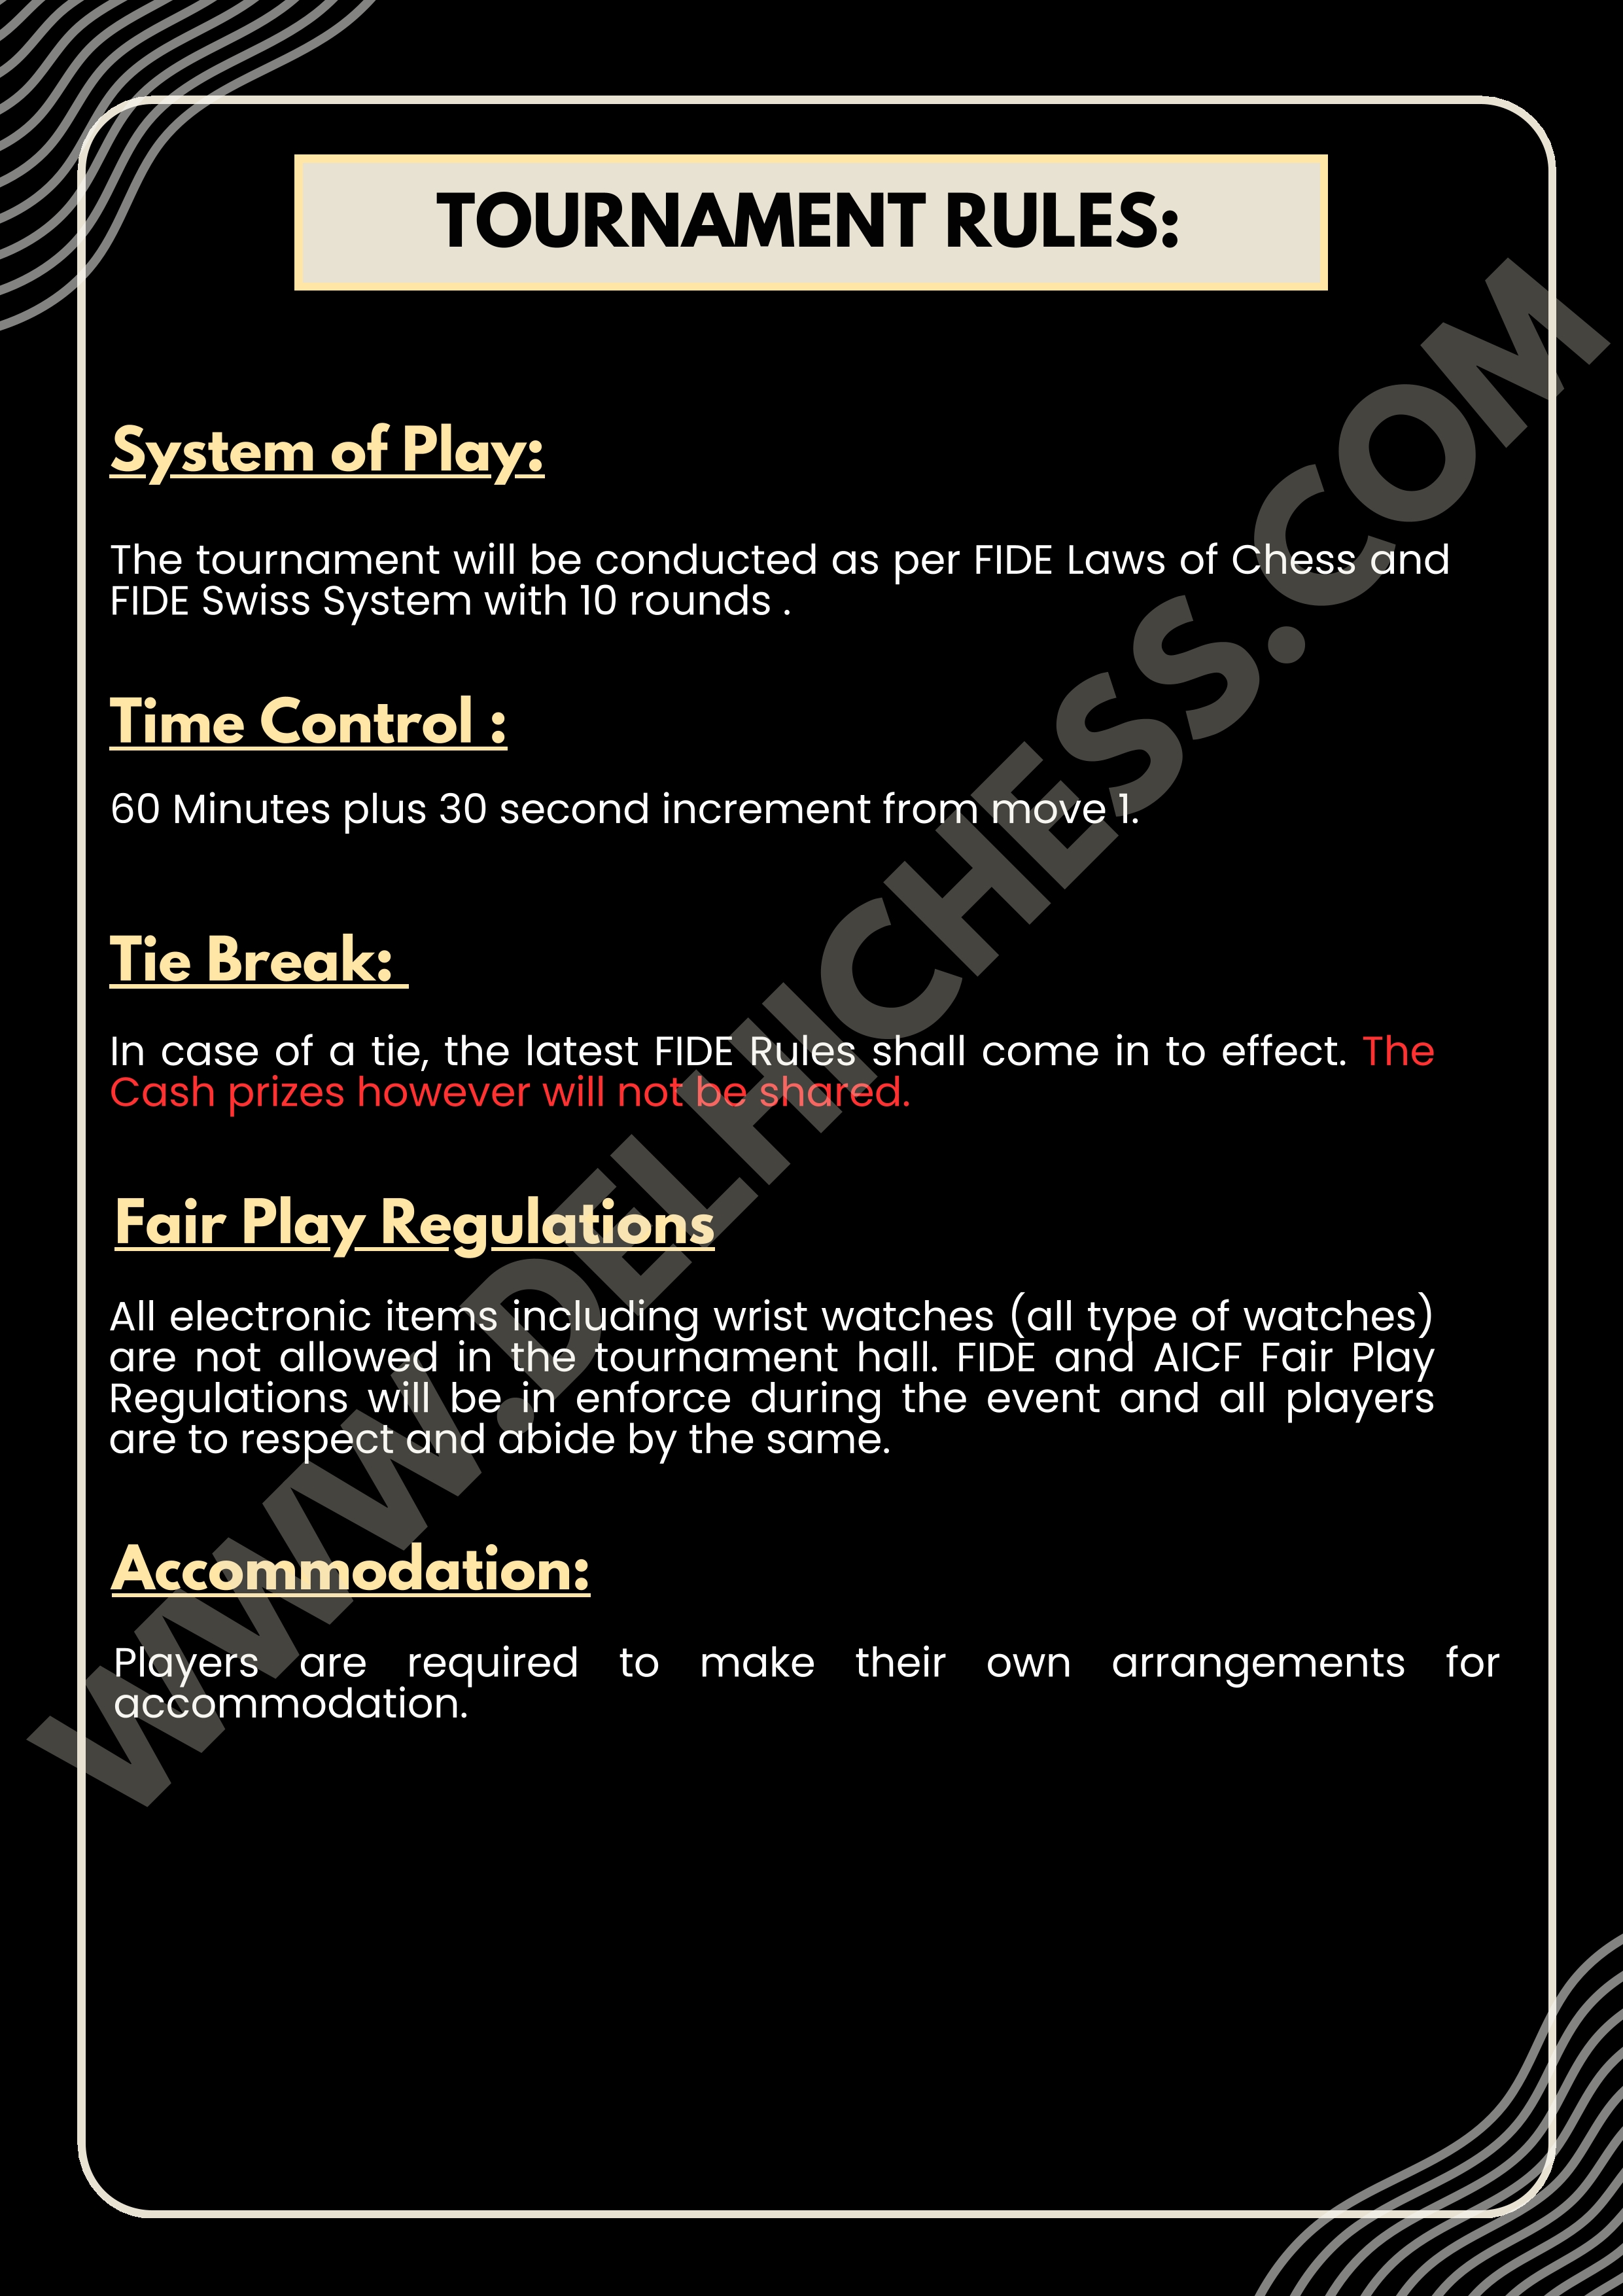 TOURNAMENT RULES:
System of Play:
The tournament will be conducted as per FIDE Laws of Chess and
FIDE Swiss System with 10 rounds .
Time Control :
60 Minutes plus 30 second increment from move 1.
Tie Break:
In case of a tie, the latest FIDE Rules shall come in to effect. The
Cash prizes however will not be shared.
Fair Play Regulations
All electronic items including wrist watches (all type of watches)
are not allowed in the tournament hall. FIDE and AICF Fair Play
Regulations will be in enforce during the event and all players
are to respect and abide by the same.
Accommodation:
Players are required to make their own arrangements for
accommodation.
WWW.DELHICHESS.COM